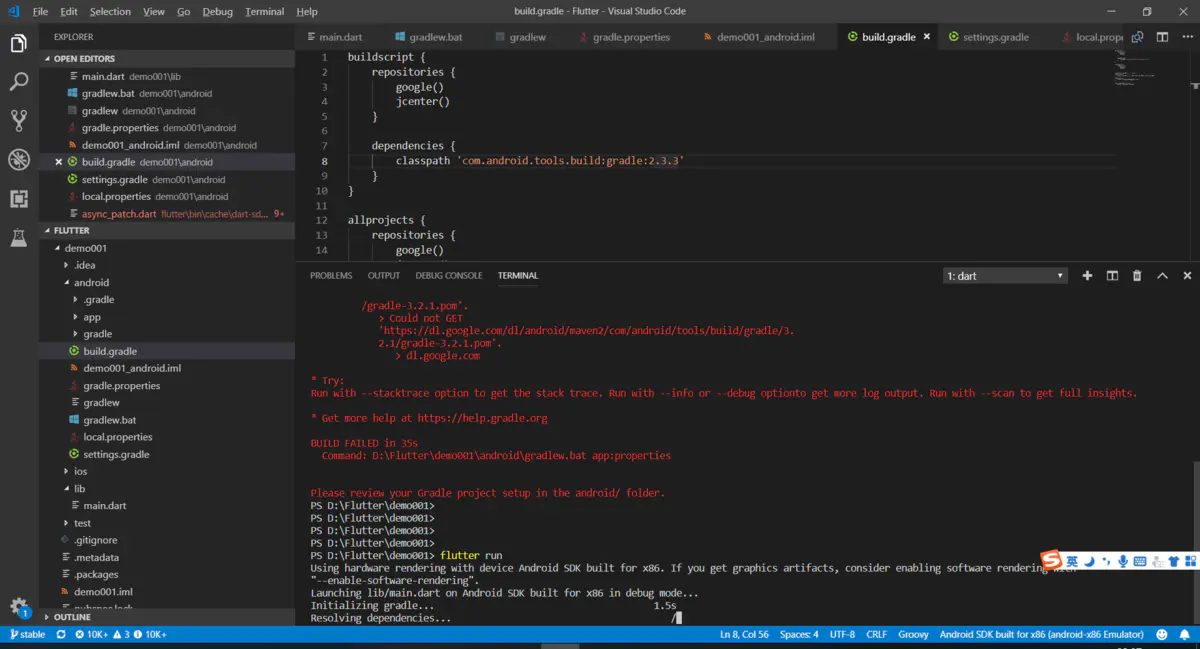 File Edit Selection View Go Debug Terminal Help
build.gradle - Flutter - Visual Studio Code
EXPLORER
OPEN EDITORS
main.dart demo001\lib
gradlew.bat demo001\android
gradlew demo001\android
gradle.properties demo001\android
demo001_android.iml demo001\android
build.gradle demo001\android
settings.gradle demo001\android
local.properties demo001\android
async_patch.dart flutter\bin\cache\dart-sd... 9+
FLUTTER
demo001
.idea
android
.gradle
app
gradle
build.gradle
demo001_android.iml
gradle.properties
gradlew
gradlew.bat
local.properties
settings.gradle
ios
lib
main.dart
test
.gitignore
.metadata
.packages
demo001.iml
pubspec.lock
OUTLINE
main.dart gradlew.bat gradlew gradle.properties demo001_android.iml build.gradle settings.gradle local.prope
1 buildscript {
2 repositories {
3 google()
4 jcenter()
5 }
6
7 dependencies {
8 classpath 'com.android.tools.build:gradle:2.3.3'
9 }
10 }
11
12 allprojects {
13 repositories {
14 google()
PROBLEMS OUTPUT DEBUG CONSOLE TERMINAL
1: dart
/gradle-3.2.1.pom'.
> Could not GET
'https://dl.google.com/dl/android/maven2/com/android/tools/build/gradle/3.
2.1/gradle-3.2.1.pom'.
> dl.google.com
* Try:
Run with --stacktrace option to get the stack trace. Run with --info or --debug optionto get more log output. Run with --scan to get full insights.
* Get more help at https://help.gradle.org
BUILD FAILED in 35s
Command: D:\Flutter\demo001\android\gradlew.bat app:properties
Please review your Gradle project setup in the android/ folder.
PS D:\Flutter\demo001>
PS D:\Flutter\demo001>
PS D:\Flutter\demo001>
PS D:\Flutter\demo001>
PS D:\Flutter\demo001> flutter run
Using hardware rendering with device Android SDK built for x86. If you get graphics artifacts, consider enabling software rendering with
"--enable-software-rendering".
Launching lib/main.dart on Android SDK built for x86 in debug mode...
Initializing gradle... 1.5s
Resolving dependencies... /
S 英
1
stable 10K+ 3 10K+ Ln 8, Col 56 Spaces: 4 UTF-8 CRLF Groovy Android SDK built for x86 (android-x86 Emulator)